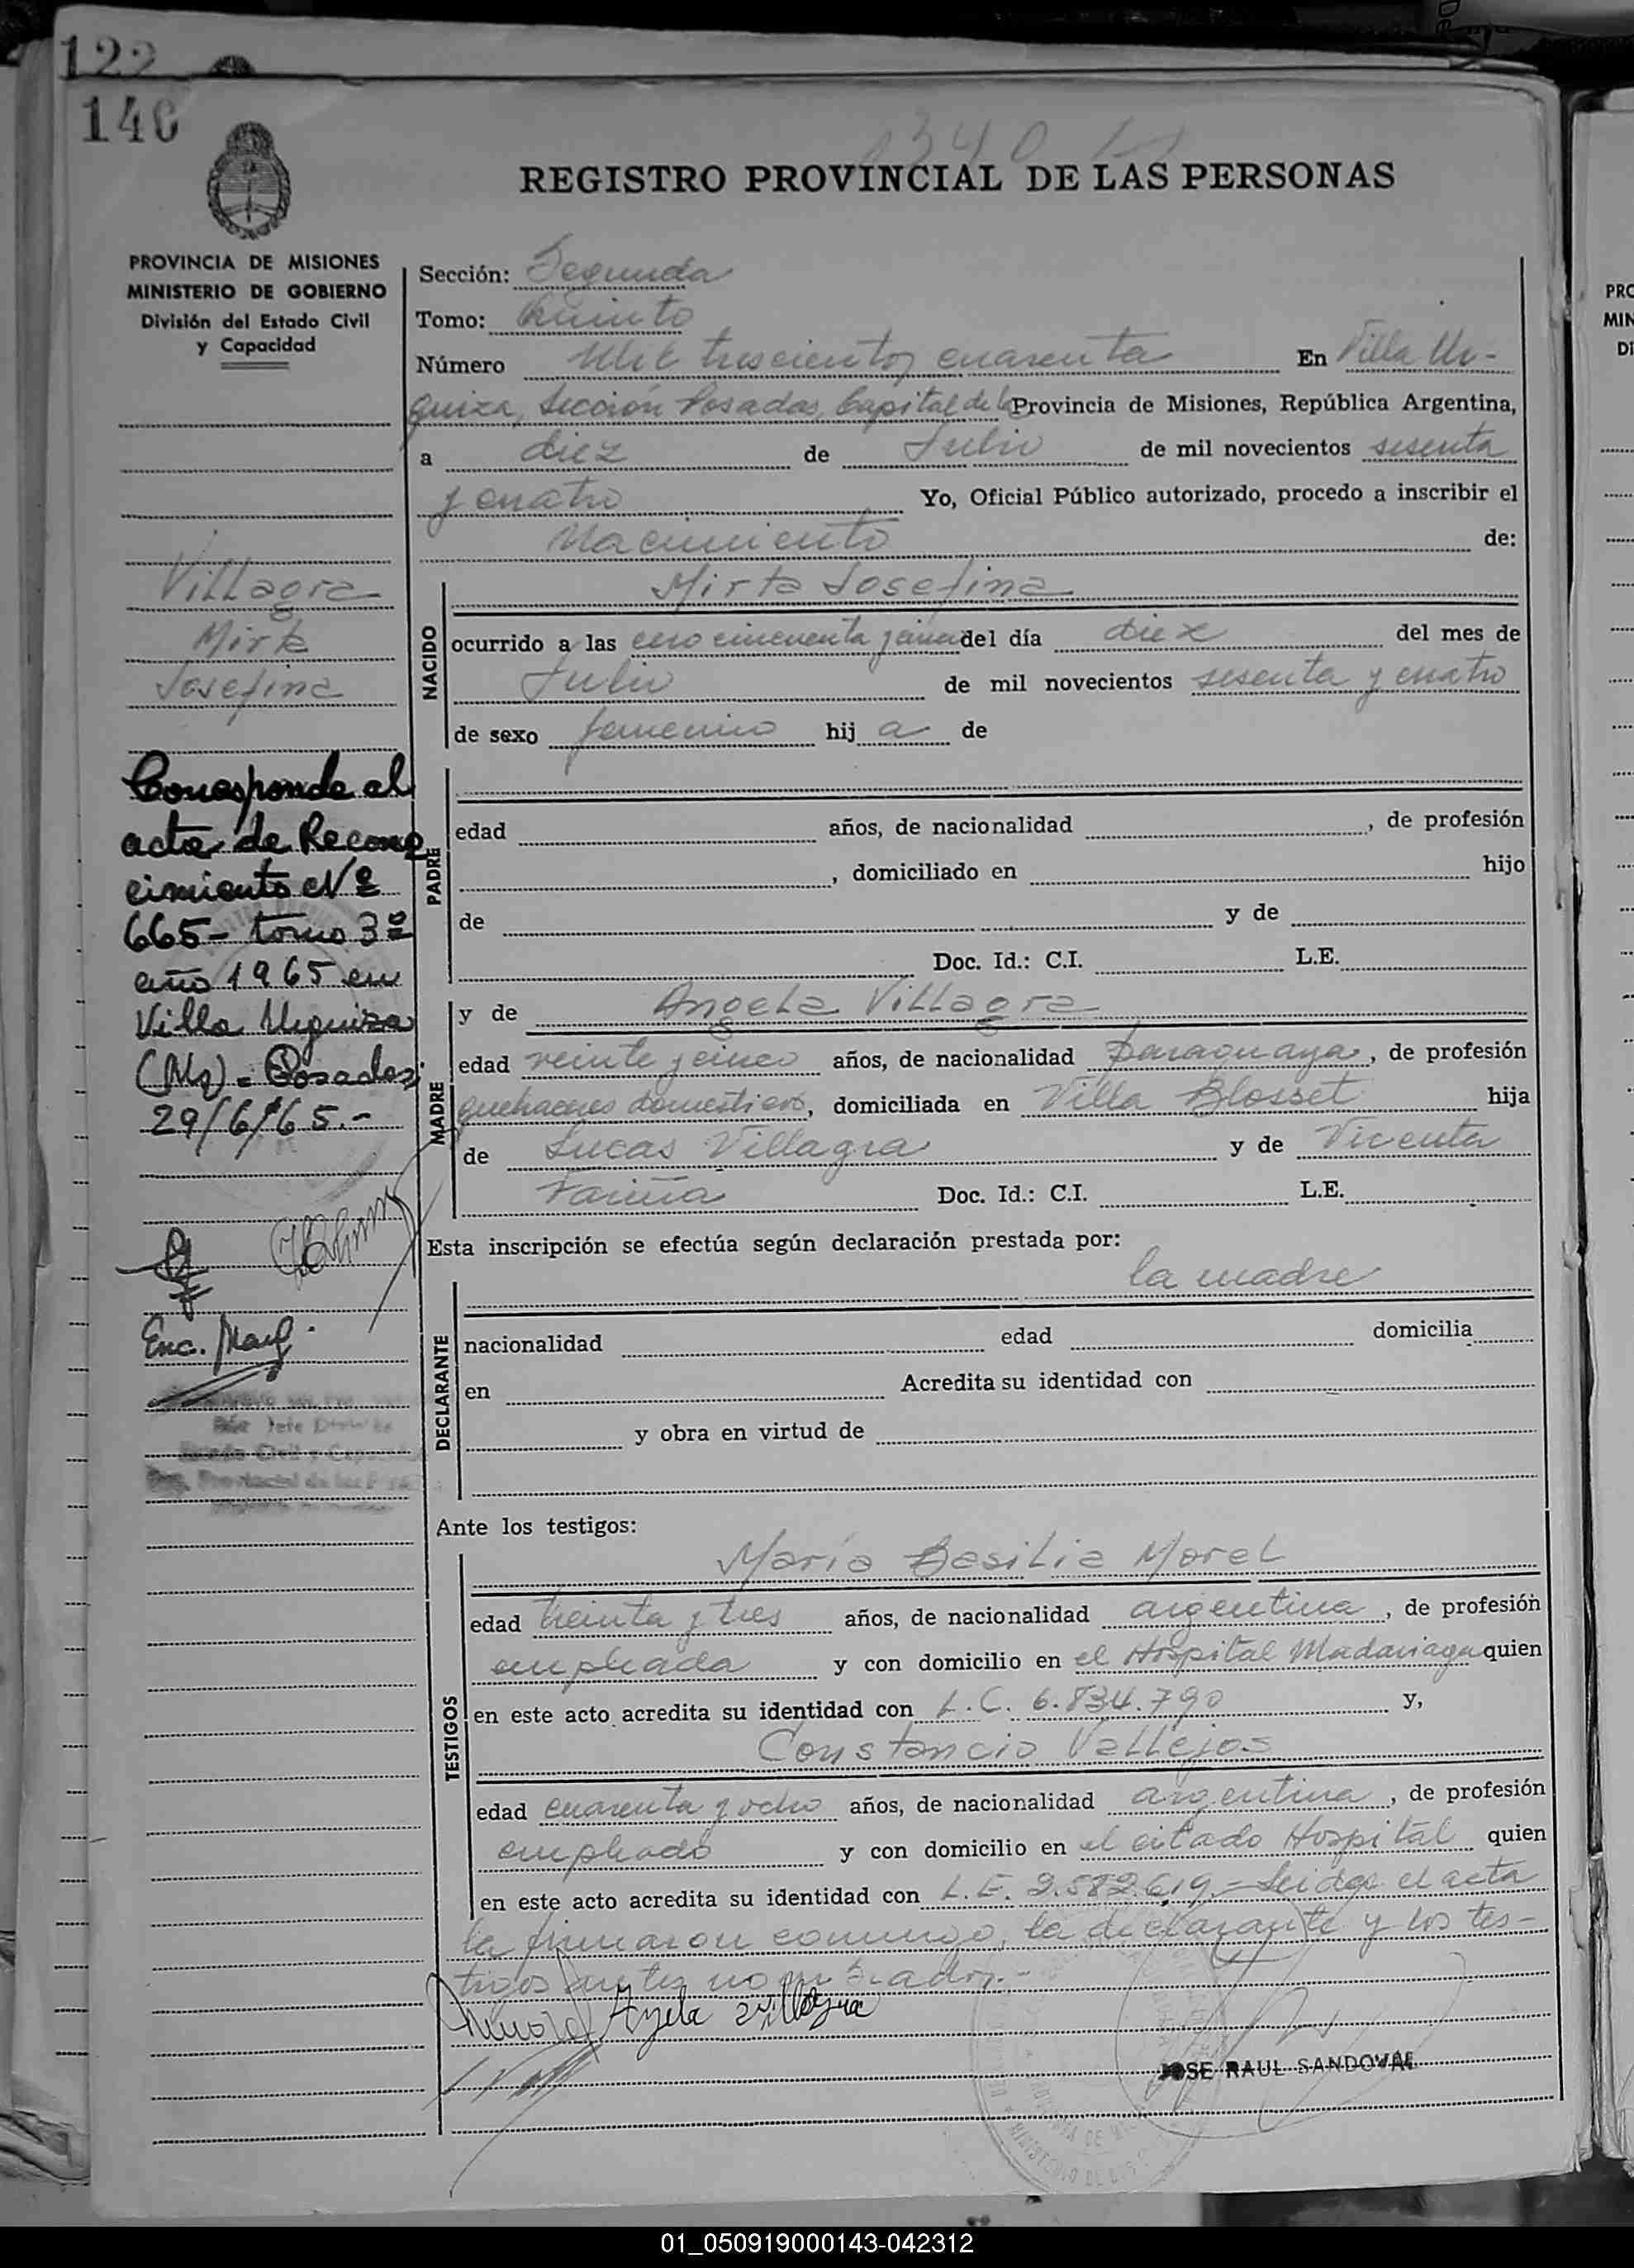 122
140
1340
REGISTRO PROVINCIAL DE LAS PERSONAS
PROVINCIA DE MISIONES
MINISTERIO DE GOBIERNO
División del Estado Civil
y Capacidad
Villagra
Mirta
Josefina
Corresponde al
acta de Recono
cimiento Nº
665- tomo 3º
año 1965 en
Villa Urquiza
(Ms) = Posadas;
29/6/65.-
Enc. Marg.
Sección: Segunda
Tomo: Quinto
Número Mil trescientos cuarenta En Villa Ur-
quiza, Sección Posadas, Capital de la Provincia de Misiones, República Argentina,
a diez de Julio de mil novecientos sesenta
y cuatro Yo, Oficial Público autorizado, procedo a inscribir el
Nacimiento de:
NACIDO
Mirta Josefina
ocurrido a las cero cincuenta y cinco del día diez del mes de
Julio de mil novecientos sesenta y cuatro
de sexo femenino hij a de
PADRE
edad años, de nacionalidad , de profesión
, domiciliado en hijo
de y de
Doc. Id.: C.I. L.E.
MADRE
y de Angela Villagra
edad veinte y cinco años, de nacionalidad paraguaya, de profesión
quehaceres domésticos, domiciliada en Villa Blosset hija
de Lucas Villagra y de Vicenta
Fariña Doc. Id.: C.I. L.E.
Esta inscripción se efectúa según declaración prestada por:
la madre
DECLARANTE
nacionalidad edad domicilia
en Acredita su identidad con
y obra en virtud de
Ante los testigos:
TESTIGOS
María Basilia Morel
edad treinta y tres años, de nacionalidad argentina, de profesión
empleada y con domicilio en el Hospital Madariaga quien
en este acto acredita su identidad con L.C. 6.834.790 y,
Constancio Vallejos
edad cuarenta y ocho años, de nacionalidad argentina, de profesión
empleado y con domicilio en el citado Hospital quien
en este acto acredita su identidad con L.E. 2.582.619.= Leída el acta
la firmaron conmigo, la declarante y los tes-
tigos antes nombrados.-
Angela Villagra
JOSE RAUL SANDOVAL
01_050919000143-042312